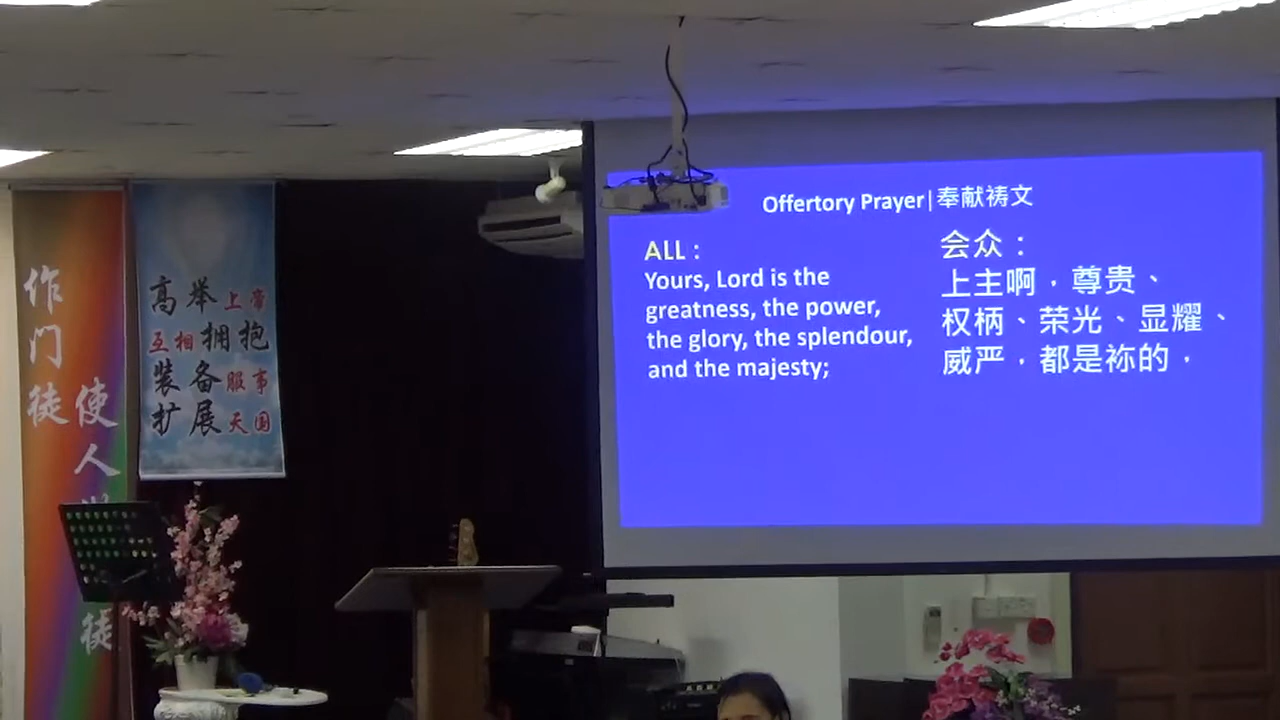 作门徒
使人
徒
高举上帝
互相拥抱
装备服事
扩展天国
Offertory Prayer|奉献祷文
ALL :
Yours, Lord is the
greatness, the power,
the glory, the splendour,
and the majesty;
会众：
上主啊，尊贵、
权柄、荣光、显耀、
威严，都是祢的，